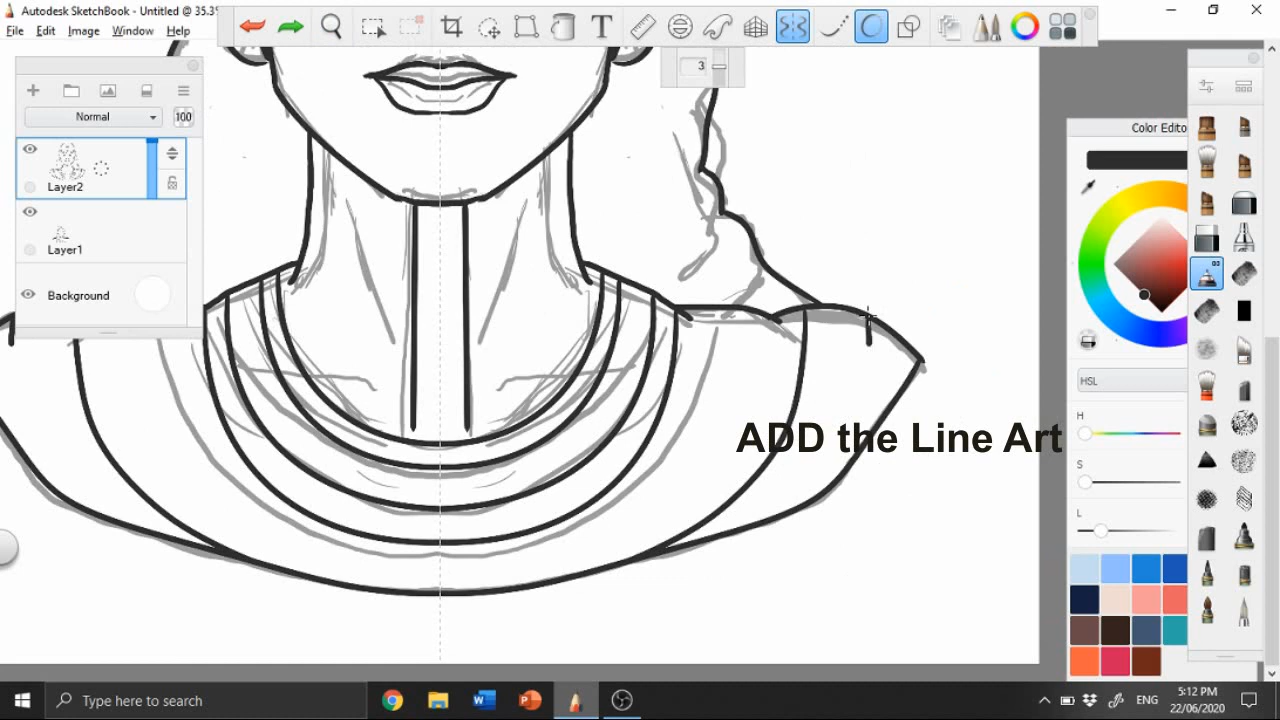 Autodesk SketchBook - Untitled @ 35.3
File Edit Image Window Help
T
3
Normal 100
Layer2
Layer1
Background
Color Edito
HSL
H
S
L
ADD the Line Art
Type here to search
ENG
5:12 PM
22/06/2020